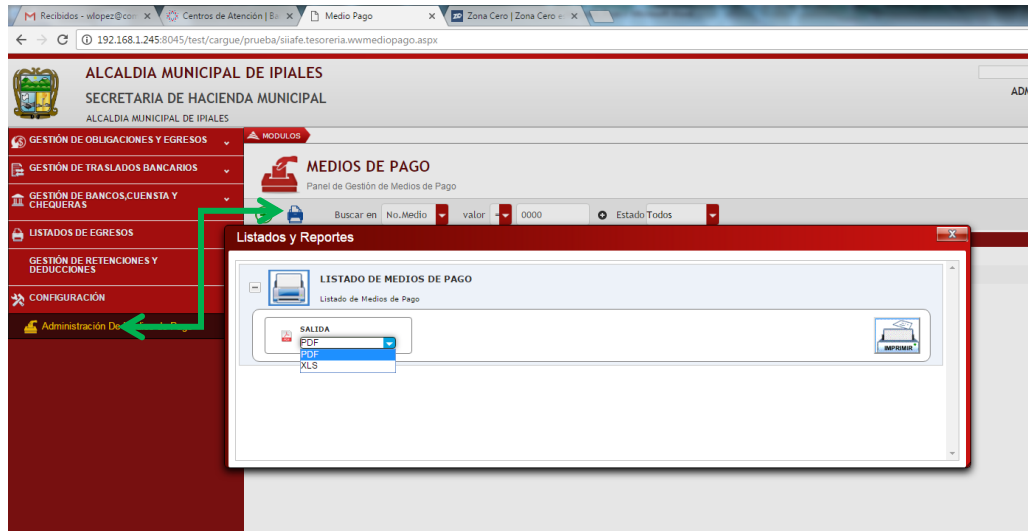 Recibidos - wlopez@con
Centros de Atención | Ba
Medio Pago
Zona Cero | Zona Cero e
192.168.1.245:8045/test/cargue/prueba/siiafe.tesoreria.wwmediopago.aspx
ALCALDIA MUNICIPAL DE IPIALES
SECRETARIA DE HACIENDA MUNICIPAL
ALCALDIA MUNICIPAL DE IPIALES
ADM
GESTIÓN DE OBLIGACIONES Y EGRESOS
GESTIÓN DE TRASLADOS BANCARIOS
GESTIÓN DE BANCOS,CUENSTA Y
CHEQUERAS
LISTADOS DE EGRESOS
GESTIÓN DE RETENCIONES Y
DEDUCCIONES
CONFIGURACIÓN
Administración De
MODULOS
MEDIOS DE PAGO
Panel de Gestión de Medios de Pago
Buscar en No.Medio valor = 0000 Estado Todos
Listados y Reportes
x
LISTADO DE MEDIOS DE PAGO
Listado de Medios de Pago
SALIDA
PDF
PDF
XLS
IMPRIMIR